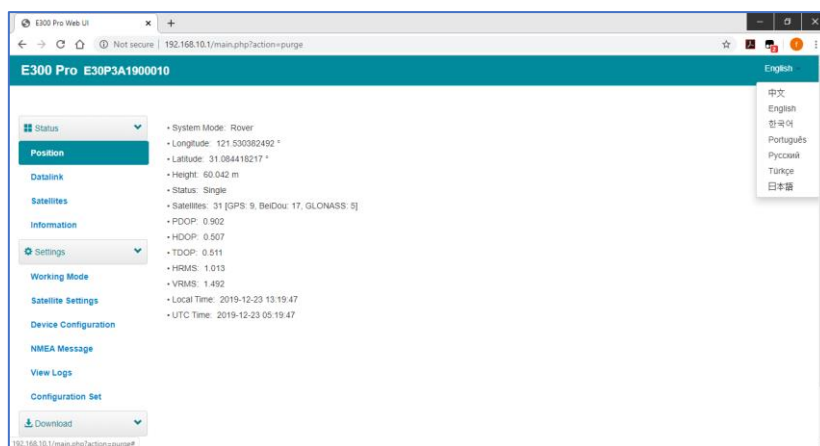 E300 Pro Web UI
Not secure | 192.168.10.1/main.php?action=purge
E300 Pro E30P3A1900010
English
中文
English
한국어
Português
Русский
Türkçe
日本語
Status
Position
Datalink
Satellites
Information
Settings
Working Mode
Satellite Settings
Device Configuration
NMEA Message
View Logs
Configuration Set
Download
• System Mode: Rover
• Longitude: 121.530382492 °
• Latitude: 31.084418217 °
• Height: 60.042 m
• Status: Single
• Satellites: 31 [GPS: 9, BeiDou: 17, GLONASS: 5]
• PDOP: 0.902
• HDOP: 0.507
• TDOP: 0.511
• HRMS: 1.013
• VRMS: 1.492
• Local Time: 2019-12-23 13:19:47
• UTC Time: 2019-12-23 05:19:47
192.168.10.1/main.php?action=purge#